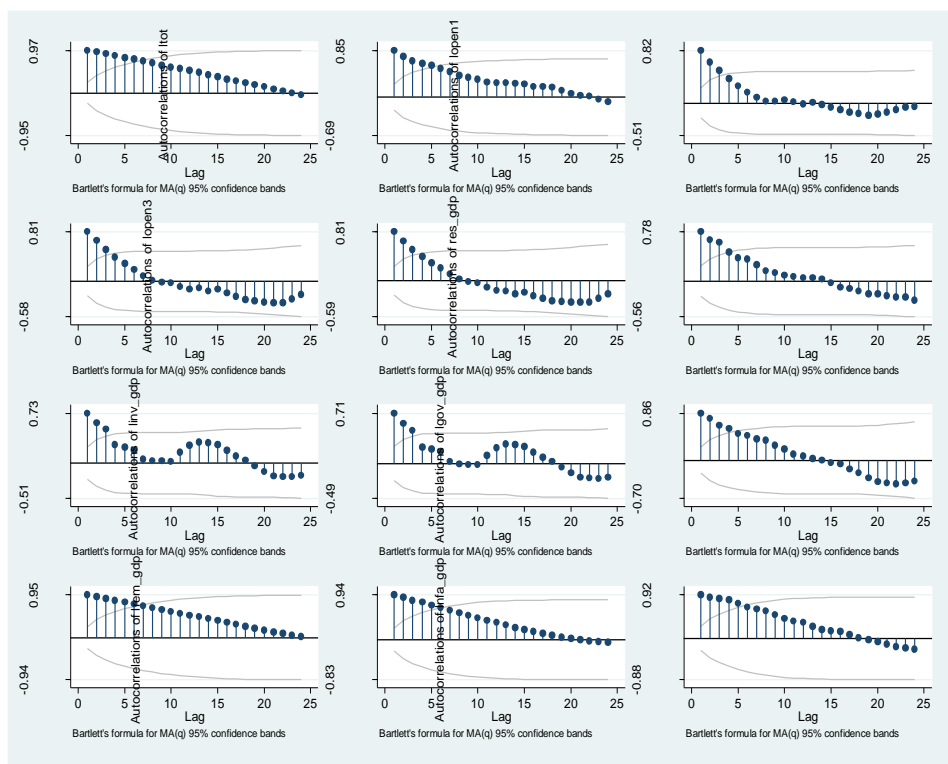 0.97
-0.95
0 5 10 15 20 25
Lag
Bartlett's formula for MA(q) 95% confidence bands
Autocorrelations of ltot
0.85
-0.69
0 5 10 15 20 25
Lag
Bartlett's formula for MA(q) 95% confidence bands
Autocorrelations of lopen1
0.82
-0.51
0 5 10 15 20 25
Lag
Bartlett's formula for MA(q) 95% confidence bands
0.81
-0.58
0 5 10 15 20 25
Lag
Bartlett's formula for MA(q) 95% confidence bands
Autocorrelations of lopen3
0.81
-0.59
0 5 10 15 20 25
Lag
Bartlett's formula for MA(q) 95% confidence bands
Autocorrelations of res_gdp
0.78
-0.56
0 5 10 15 20 25
Lag
Bartlett's formula for MA(q) 95% confidence bands
0.73
-0.51
0 5 10 15 20 25
Lag
Bartlett's formula for MA(q) 95% confidence bands
Autocorrelations of linv_gdp
0.71
-0.49
0 5 10 15 20 25
Lag
Bartlett's formula for MA(q) 95% confidence bands
Autocorrelations of lgov_gdp
0.86
-0.70
0 5 10 15 20 25
Lag
Bartlett's formula for MA(q) 95% confidence bands
0.95
-0.94
0 5 10 15 20 25
Lag
Bartlett's formula for MA(q) 95% confidence bands
Autocorrelations of
0.94
-0.83
0 5 10 15 20 25
Lag
Bartlett's formula for MA(q) 95% confidence bands
Autocorrelations of
0.92
-0.88
0 5 10 15 20 25
Lag
Bartlett's formula for MA(q) 95% confidence bands